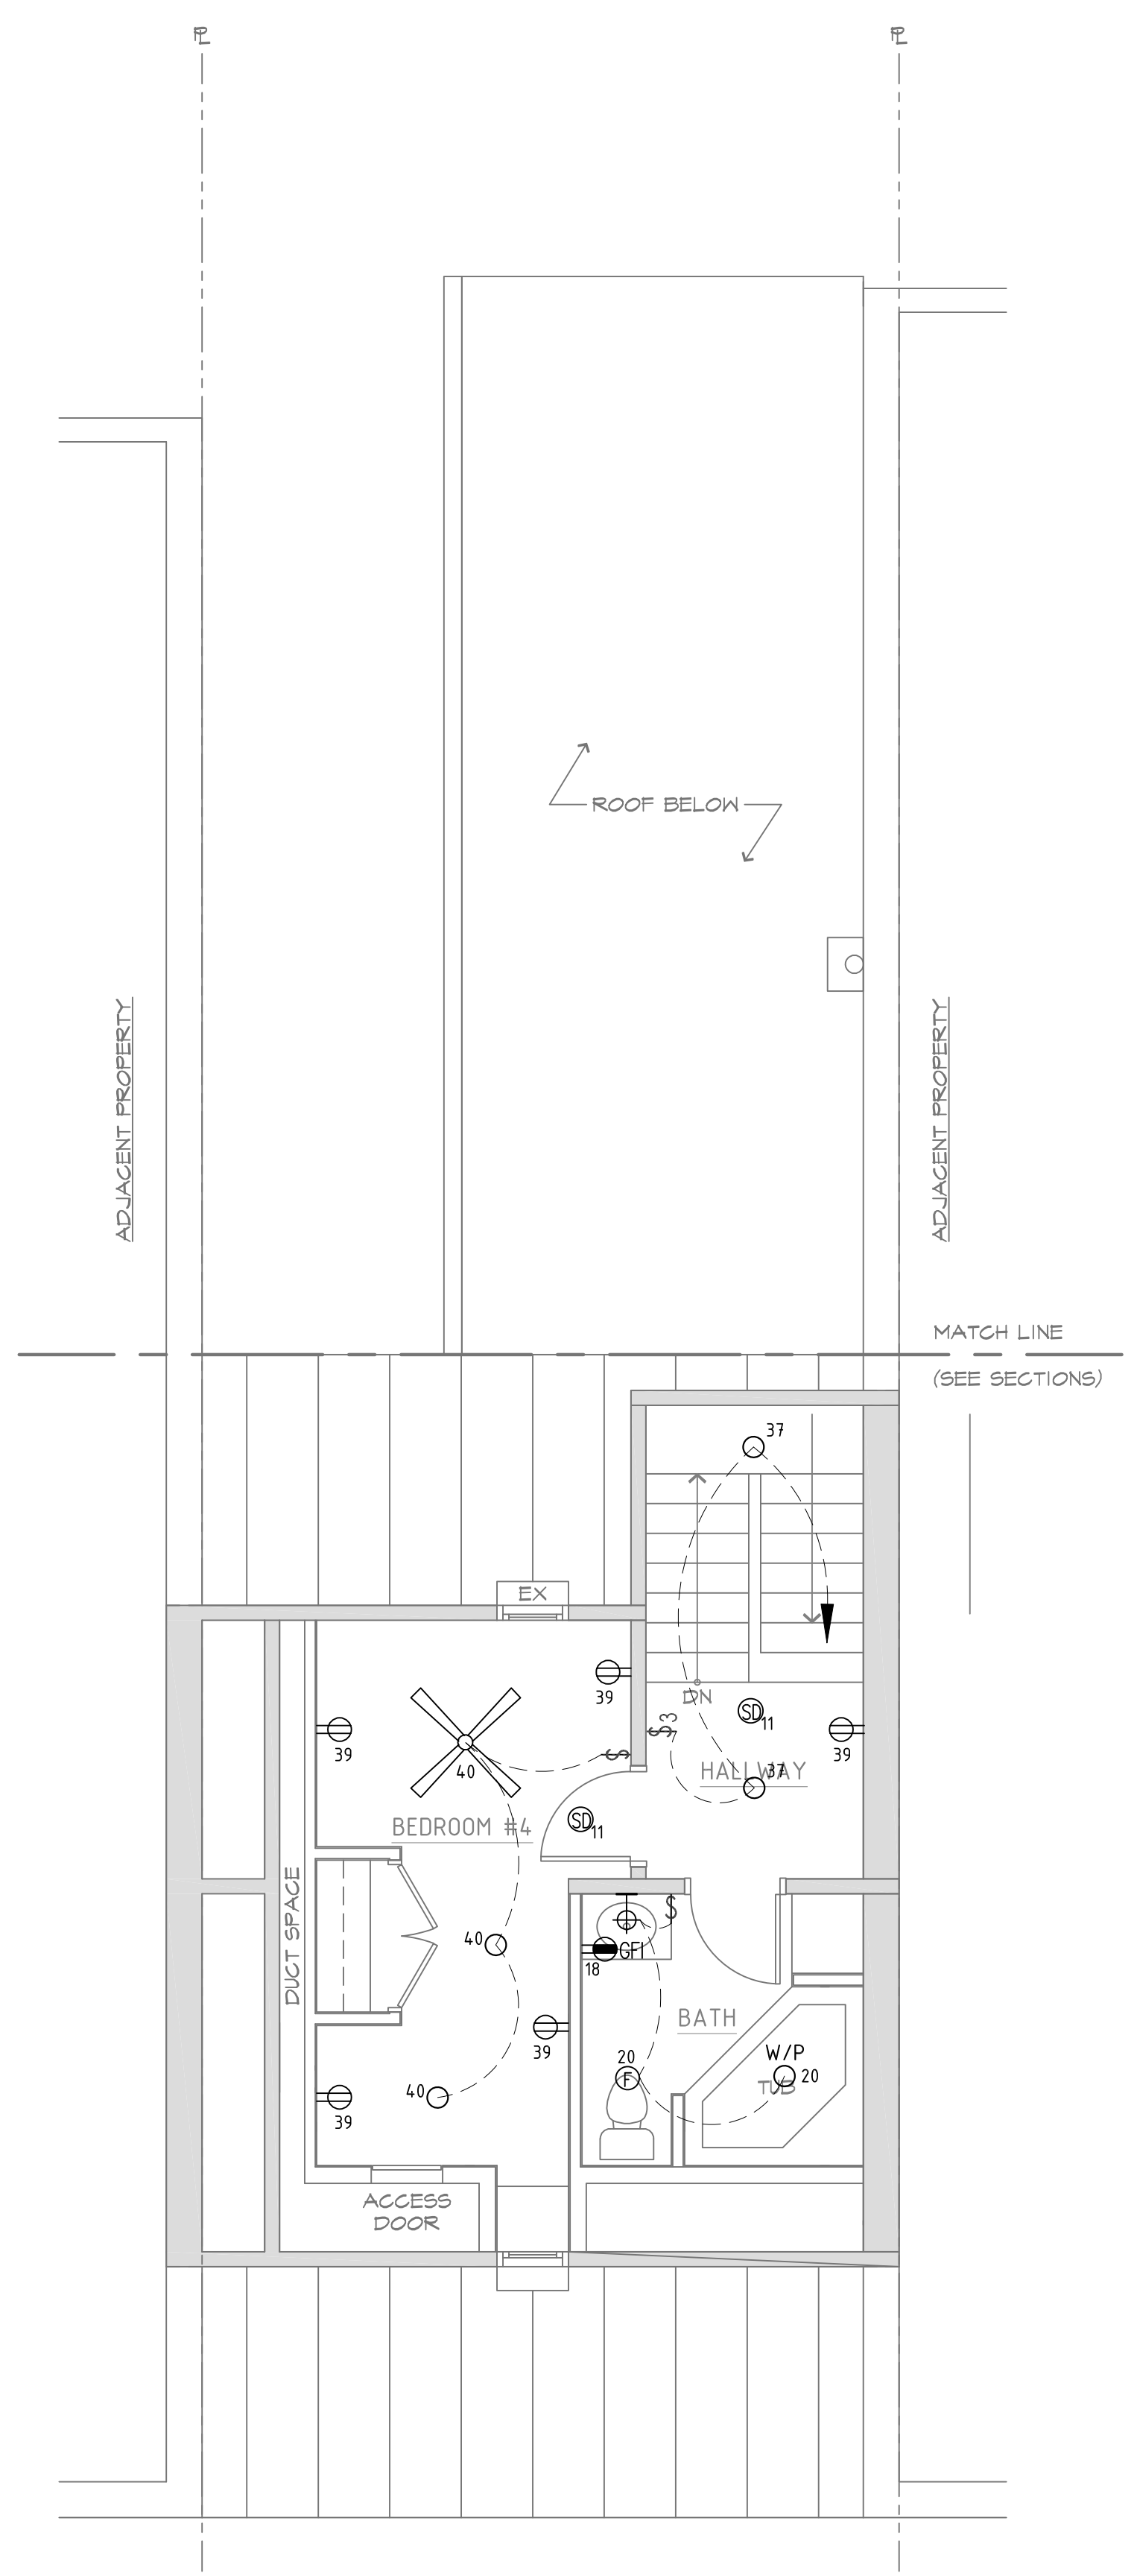 PL
PL
ROOF BELOW
ADJACENT PROPERTY
ADJACENT PROPERTY
MATCH LINE
(SEE SECTIONS)
37
EX
39
DN
SD 11
$3
39
39
$
HALLWAY
37
40
SD 11
BEDROOM #4
DUCT SPACE
$
40
GFI
18
BATH
39
20
F
W/P
20
TUB
40
39
ACCESS
DOOR